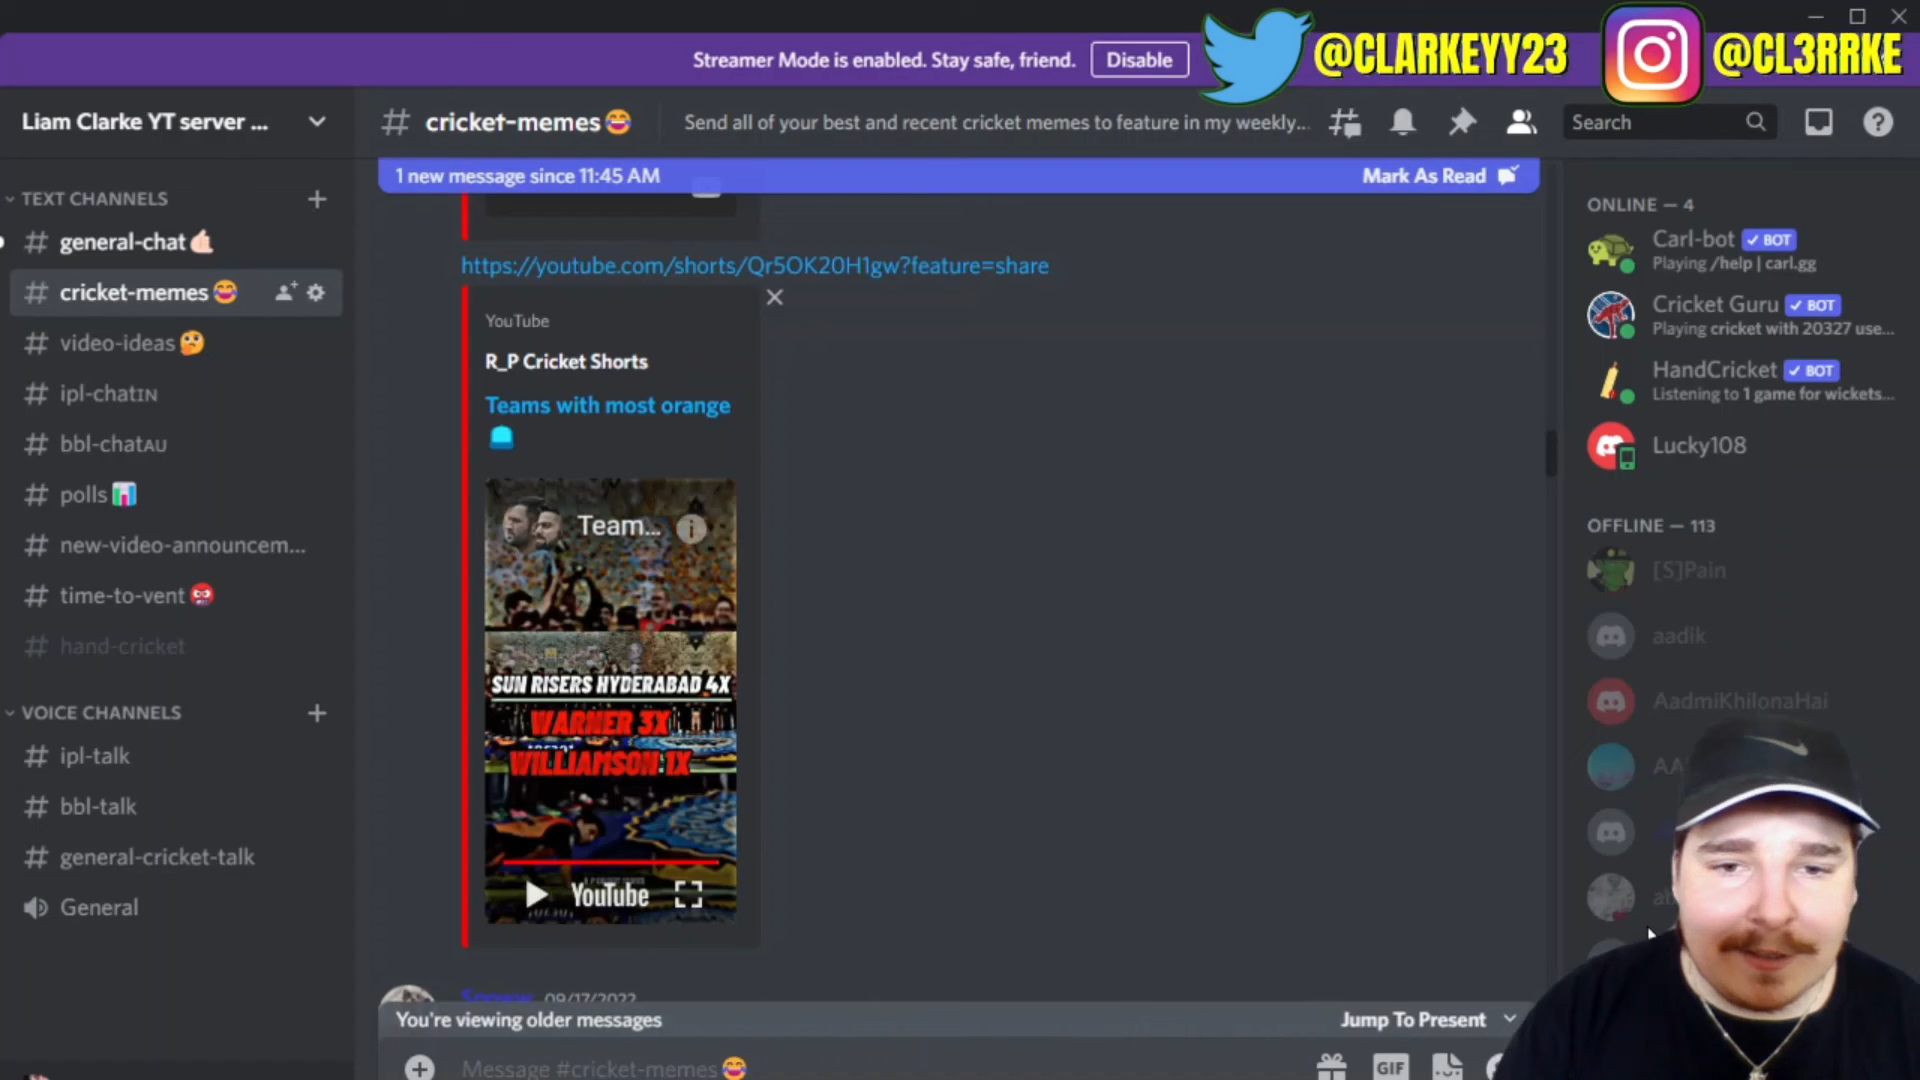 @CLARKEYY23
@CL3RRKE
Streamer Mode is enabled. Stay safe, friend.
Disable
Liam Clarke YT server ...
cricket-memes😂
Send all of your best and recent cricket memes to feature in my weekly...
Search
1 new message since 11:45 AM
Mark As Read
TEXT CHANNELS
general-chat🤙🏻
cricket-memes😂
video-ideas🤔
ipl-chatIN
bbl-chatAU
polls📊
new-video-announcem...
time-to-vent👿
hand-cricket
VOICE CHANNELS
ipl-talk
bbl-talk
general-cricket-talk
General
https://youtube.com/shorts/Qr5OK20H1gw?feature=share
YouTube
R_P Cricket Shorts
Teams with most orange
Team...
SUN RISERS HYDERABAD 4X
WARNER 3X
WILLIAMSON 1X
YouTube
09/17/2022
You're viewing older messages
Jump To Present
Message #cricket-memes😂
GIF
ONLINE — 4
Carl-bot ✓ BOT
Playing /help | carl.gg
Cricket Guru ✓ BOT
Playing cricket with 20327 use...
HandCricket ✓ BOT
Listening to 1 game for wickets...
Lucky108
OFFLINE — 113
[S]Pain
aadik
AadmiKhilonaHai